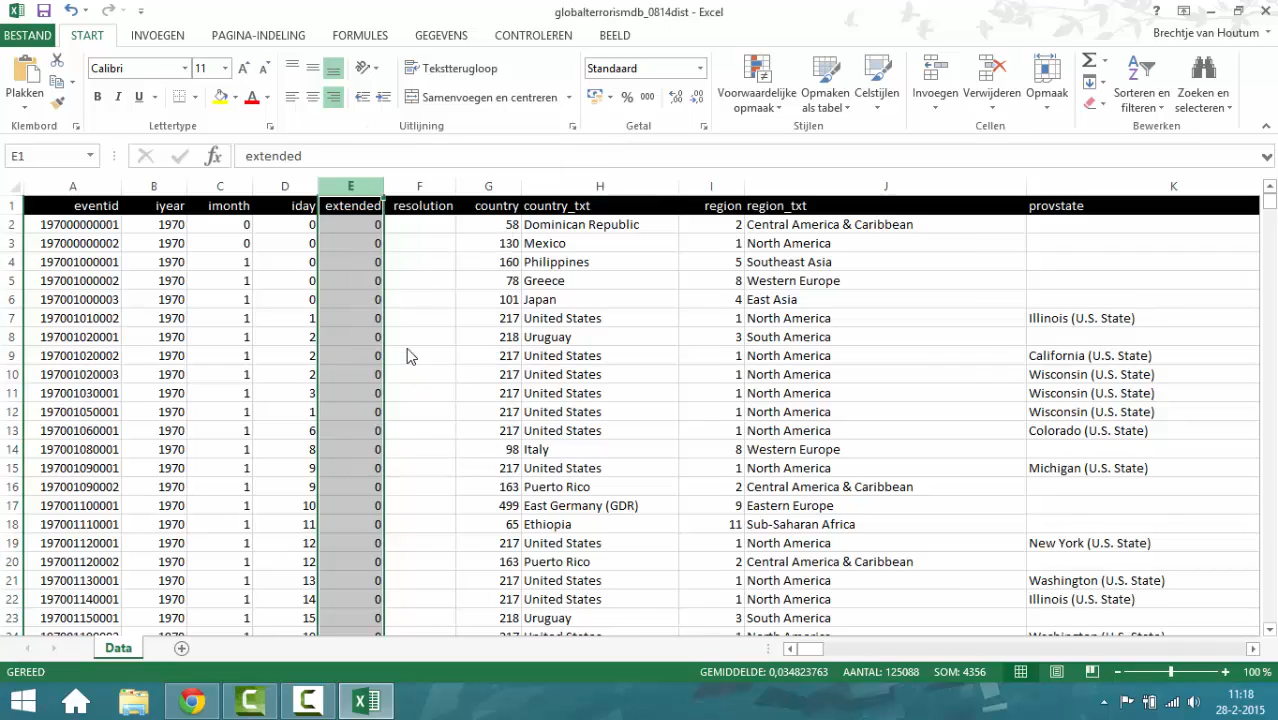 globalterrorismdb_0814dist - Excel
BESTAND START INVOEGEN PAGINA-INDELING FORMULES GEGEVENS CONTROLEREN BEELD Brechtje van Houtum
Calibri 11 Tekstterugloop Standaard
Plakken B I U Samenvoegen en centreren % 000 Voorwaardelijke opmaak Opmaken als tabel Celstijlen Invoegen Verwijderen Opmaak Sorteren en filteren Zoeken en selecteren
Klembord Lettertype Uitlijning Getal Stijlen Cellen Bewerken
E1 fx extended
A B C D E F G H I J K
1 eventid iyear imonth iday extended resolution country country_txt region region_txt provstate
2 197000000001 1970 0 0 0 58 Dominican Republic 2 Central America & Caribbean
3 197000000002 1970 0 0 0 130 Mexico 1 North America
4 197001000001 1970 1 0 0 160 Philippines 5 Southeast Asia
5 197001000002 1970 1 0 0 78 Greece 8 Western Europe
6 197001000003 1970 1 0 0 101 Japan 4 East Asia
7 197001010002 1970 1 1 0 217 United States 1 North America Illinois (U.S. State)
8 197001020001 1970 1 2 0 218 Uruguay 3 South America
9 197001020002 1970 1 2 0 217 United States 1 North America California (U.S. State)
10 197001020003 1970 1 2 0 217 United States 1 North America Wisconsin (U.S. State)
11 197001030001 1970 1 3 0 217 United States 1 North America Wisconsin (U.S. State)
12 197001050001 1970 1 1 0 217 United States 1 North America Wisconsin (U.S. State)
13 197001060001 1970 1 6 0 217 United States 1 North America Colorado (U.S. State)
14 197001080001 1970 1 8 0 98 Italy 8 Western Europe
15 197001090001 1970 1 9 0 217 United States 1 North America Michigan (U.S. State)
16 197001090002 1970 1 9 0 163 Puerto Rico 2 Central America & Caribbean
17 197001100001 1970 1 10 0 499 East Germany (GDR) 9 Eastern Europe
18 197001110001 1970 1 11 0 65 Ethiopia 11 Sub-Saharan Africa
19 197001120001 1970 1 12 0 217 United States 1 North America New York (U.S. State)
20 197001120002 1970 1 12 0 163 Puerto Rico 2 Central America & Caribbean
21 197001130001 1970 1 13 0 217 United States 1 North America Washington (U.S. State)
22 197001140001 1970 1 14 0 217 United States 1 North America Illinois (U.S. State)
23 197001150001 1970 1 15 0 218 Uruguay 3 South America
Data
GEREED GEMIDDELDE: 0,034823763 AANTAL: 125088 SOM: 4356 100 %
11:18
28-2-2015